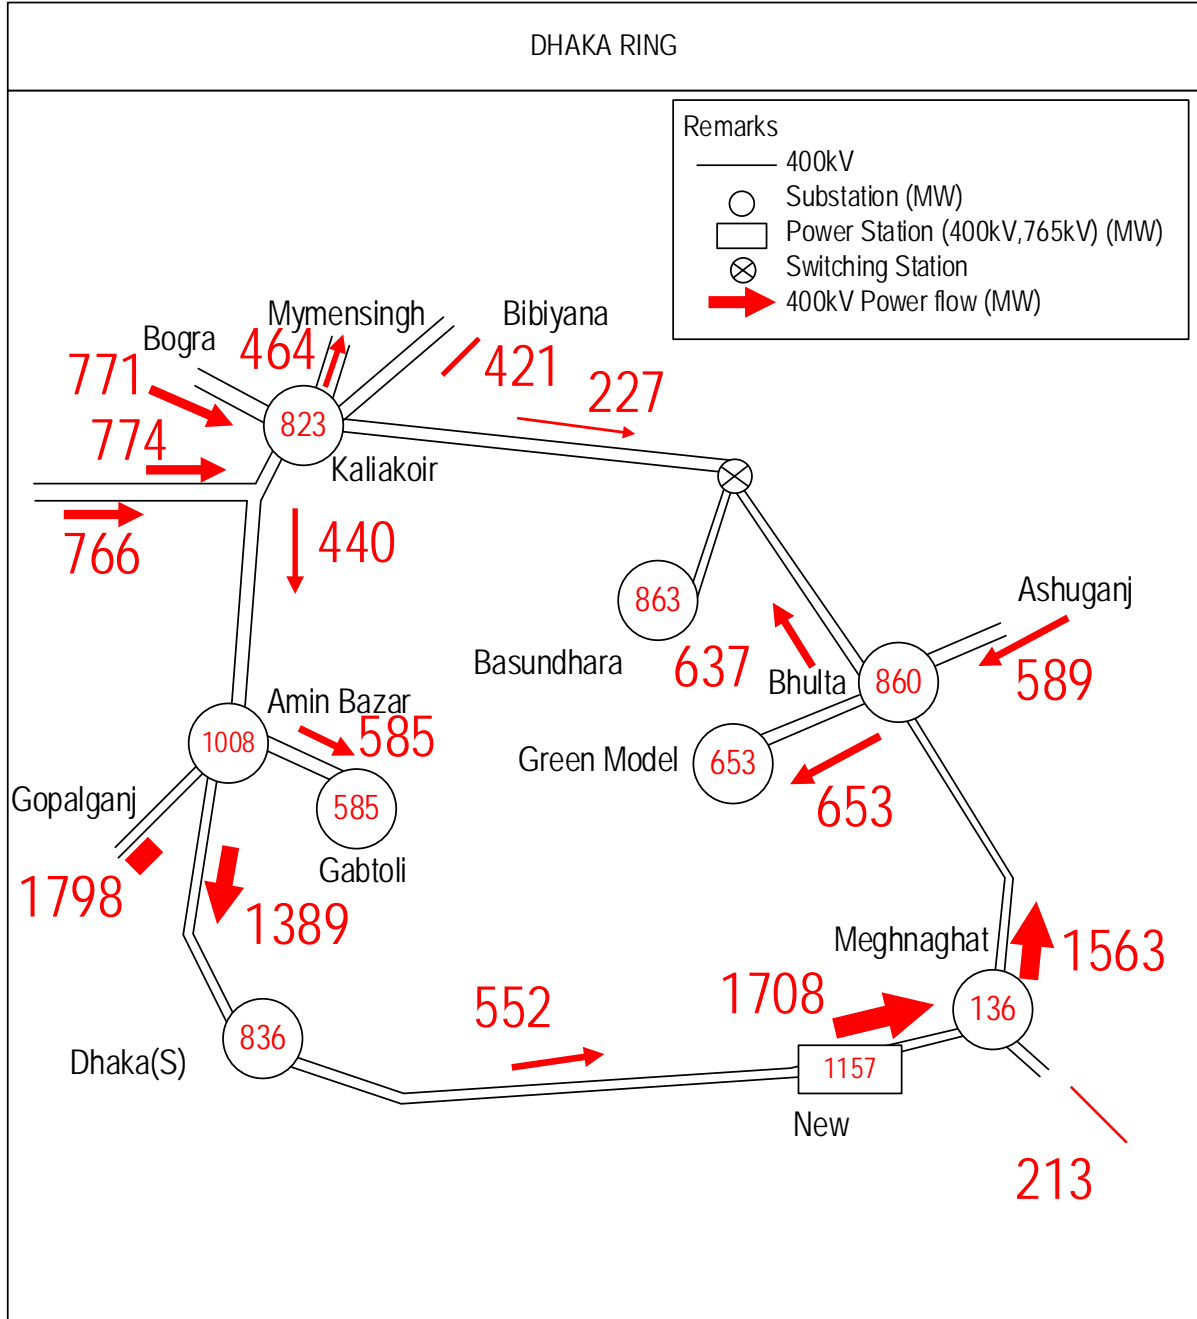 DHAKA RING
Remarks
400kV
Substation (MW)
Power Station (400kV,765kV) (MW)
Switching Station
400kV Power flow (MW)
Mymensingh
Bibiyana
Bogra
464
771
421
227
774
823
Kaliakoir
766
440
863
Ashuganj
Basundhara
637
Bhulta
860
589
Amin Bazar
585
1008
Green Model
653
653
Gopalganj
585
Gabtoli
1798
1389
Meghnaghat
1563
1708
552
136
836
Dhaka(S)
1157
New
213